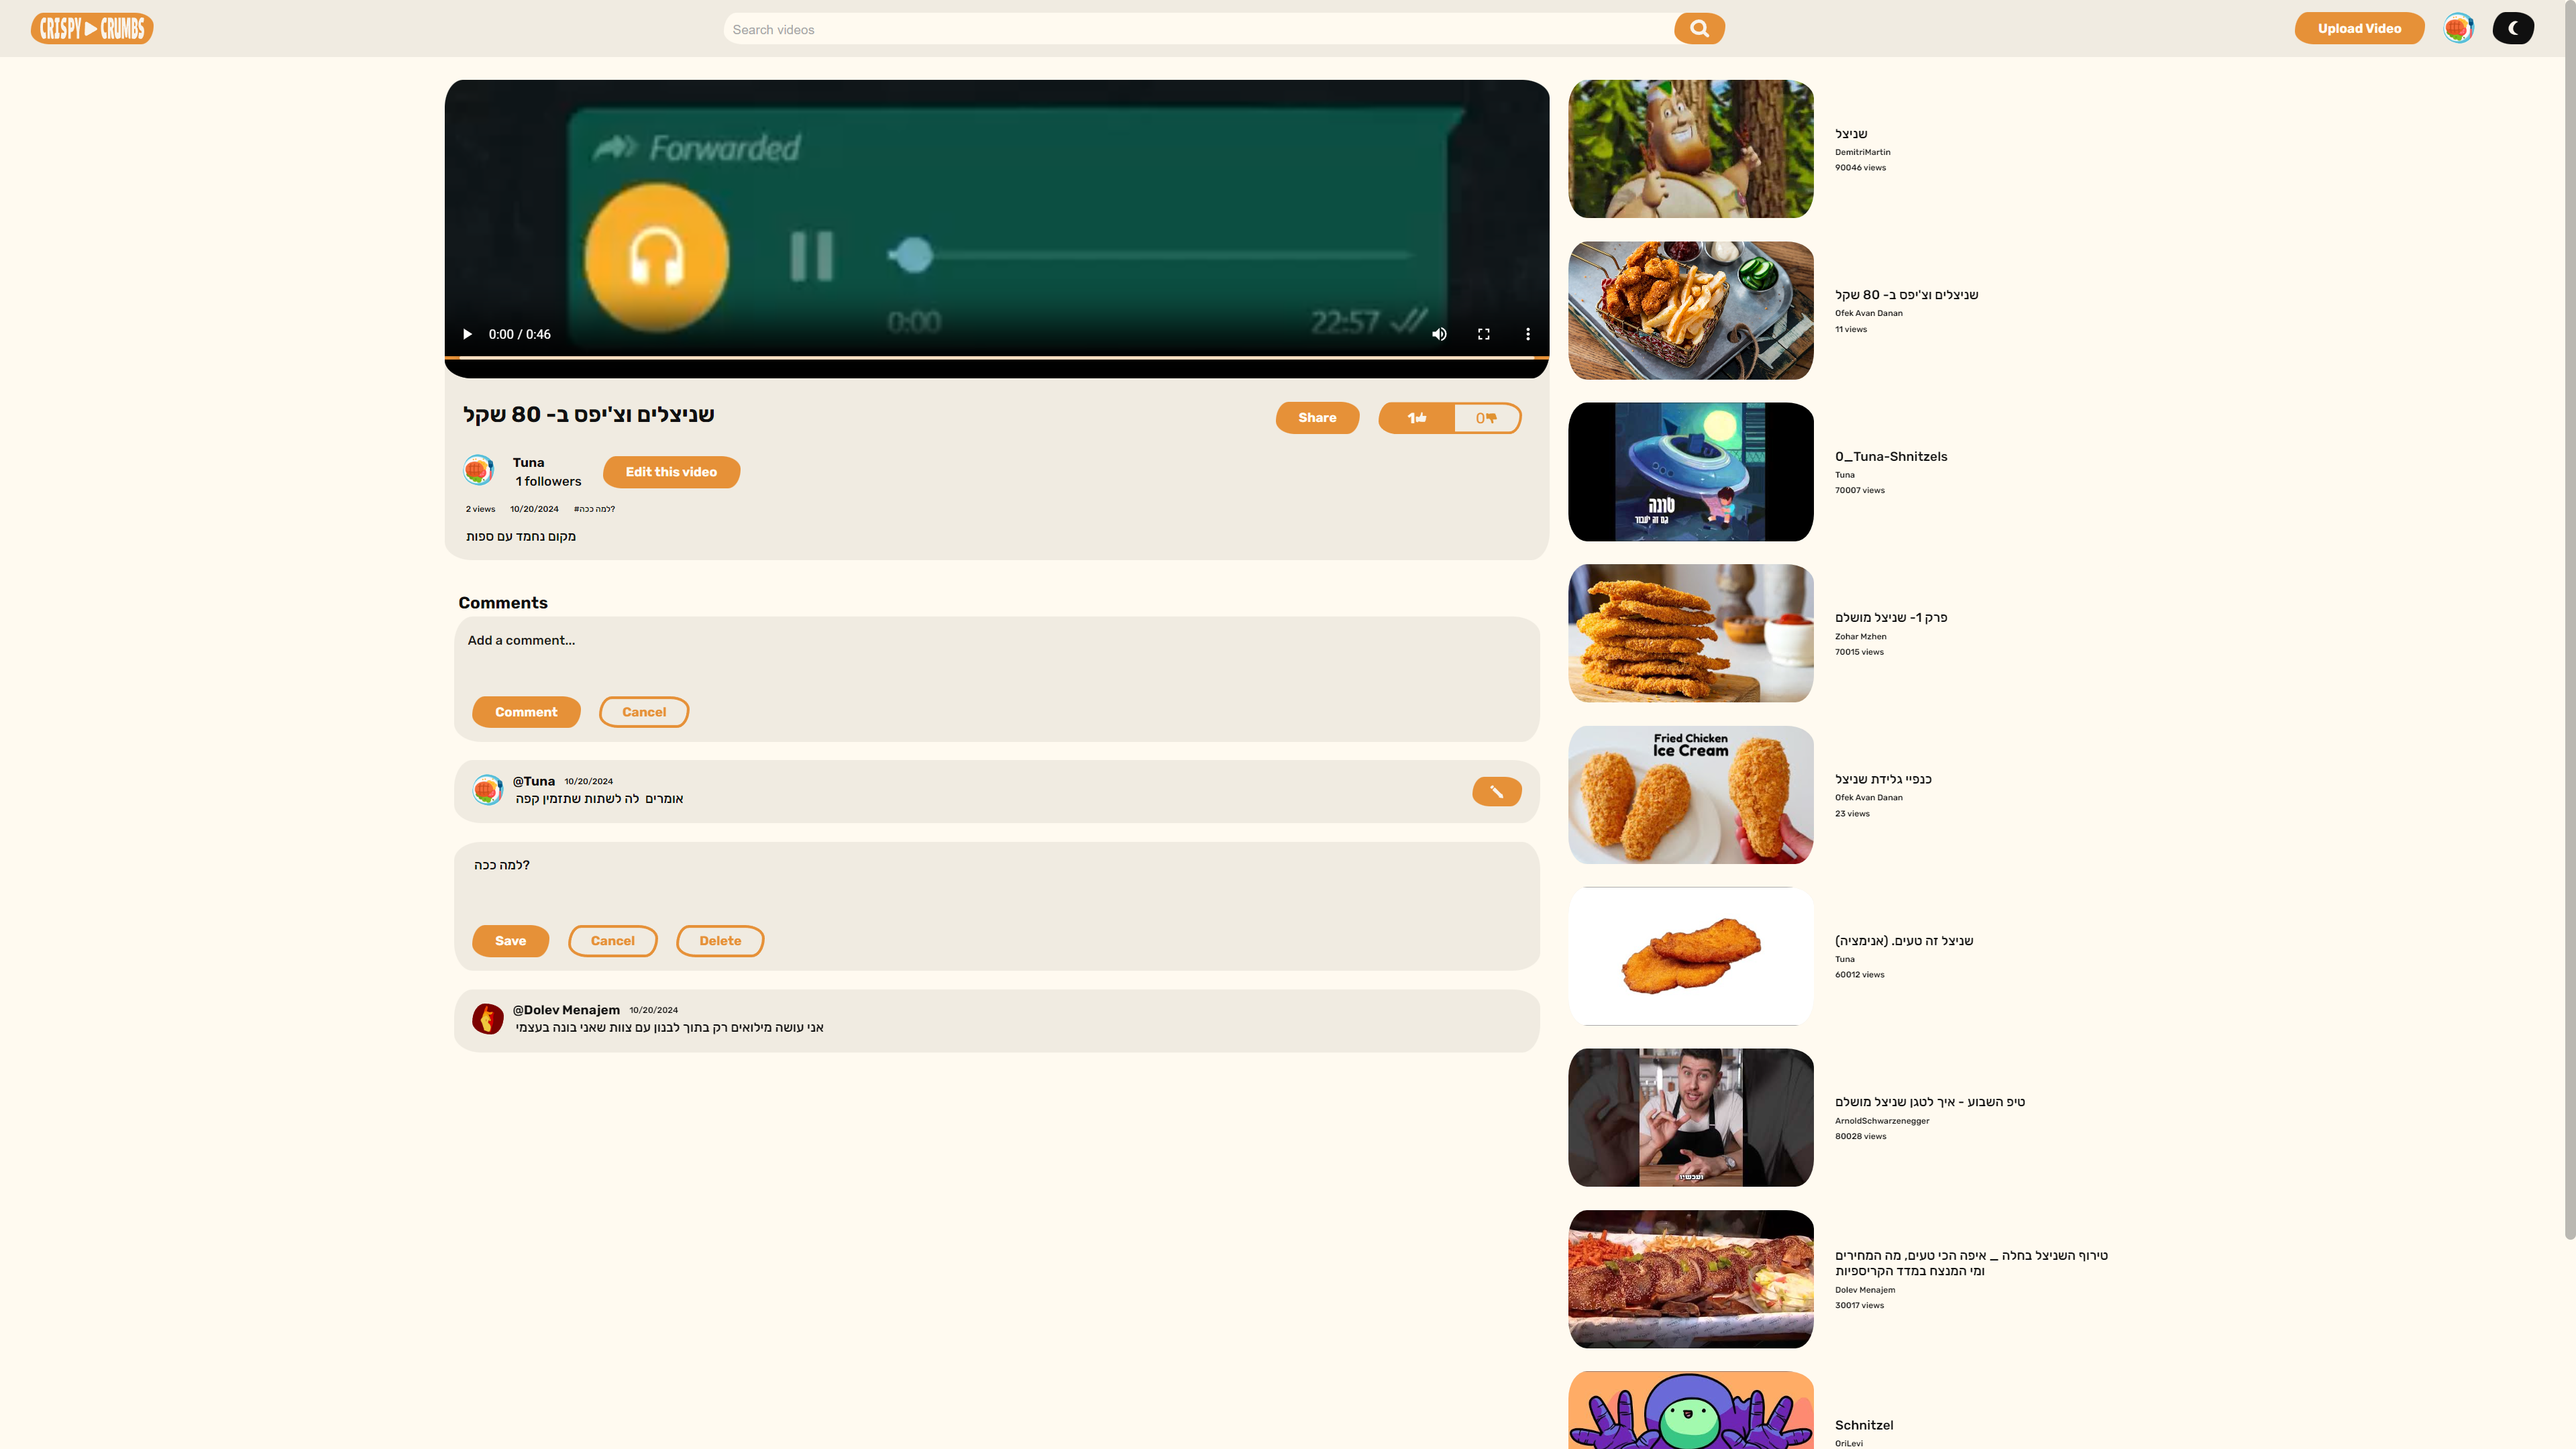 CRISPY CRUMBS
Search videos
Upload Video
Forwarded
0:00
22:57
0:00 / 0:46
שניצלים וצ'יפס ב- 80 שקל
Share
1
0
Tuna
1 followers
Edit this video
2 views 10/20/2024 #למה ככה?
מקום נחמד עם ספות
Comments
Add a comment...
Comment
Cancel
@Tuna 10/20/2024
אומרים לה לשתות שתזמין קפה
למה ככה?
Save
Cancel
Delete
@Dolev Menajem 10/20/2024
אני עושה מילואים רק בתוך לבנון עם צוות שאני בונה בעצמי
שניצל
DemitriMartin
90046 views
שניצלים וצ'יפס ב- 80 שקל
Ofek Avan Danan
11 views
טונה
גם זה יעבור
0_Tuna-Shnitzels
Tuna
70007 views
פרק 1- שניצל מושלם
Zohar Mzhen
70015 views
Fried Chicken
Ice Cream
כנפיי גלידת שניצל
Ofek Avan Danan
23 views
שניצל זה טעים. (אנימציה)
Tuna
60012 views
ועכשיו
טיפ השבוע - איך לטגן שניצל מושלם
ArnoldSchwarzenegger
80028 views
טירוף השניצל בחלה _ איפה הכי טעים, מה המחירים
ומי המנצח במדד הקריספיות
Dolev Menajem
30017 views
Schnitzel
OriLevi